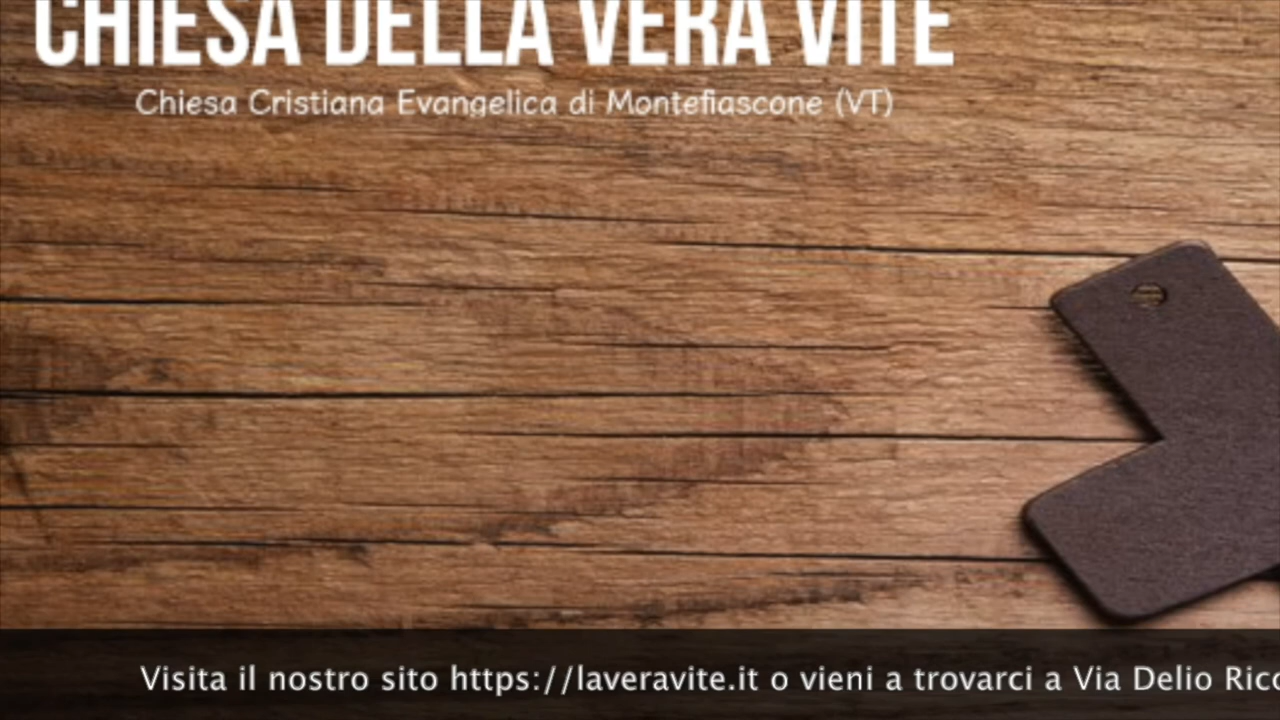 CHIESA DELLA VERA VITE
Chiesa Cristiana Evangelica di Montefiascone (VT)
Visita il nostro sito https://laveravite.it o vieni a trovarci a Via Delio